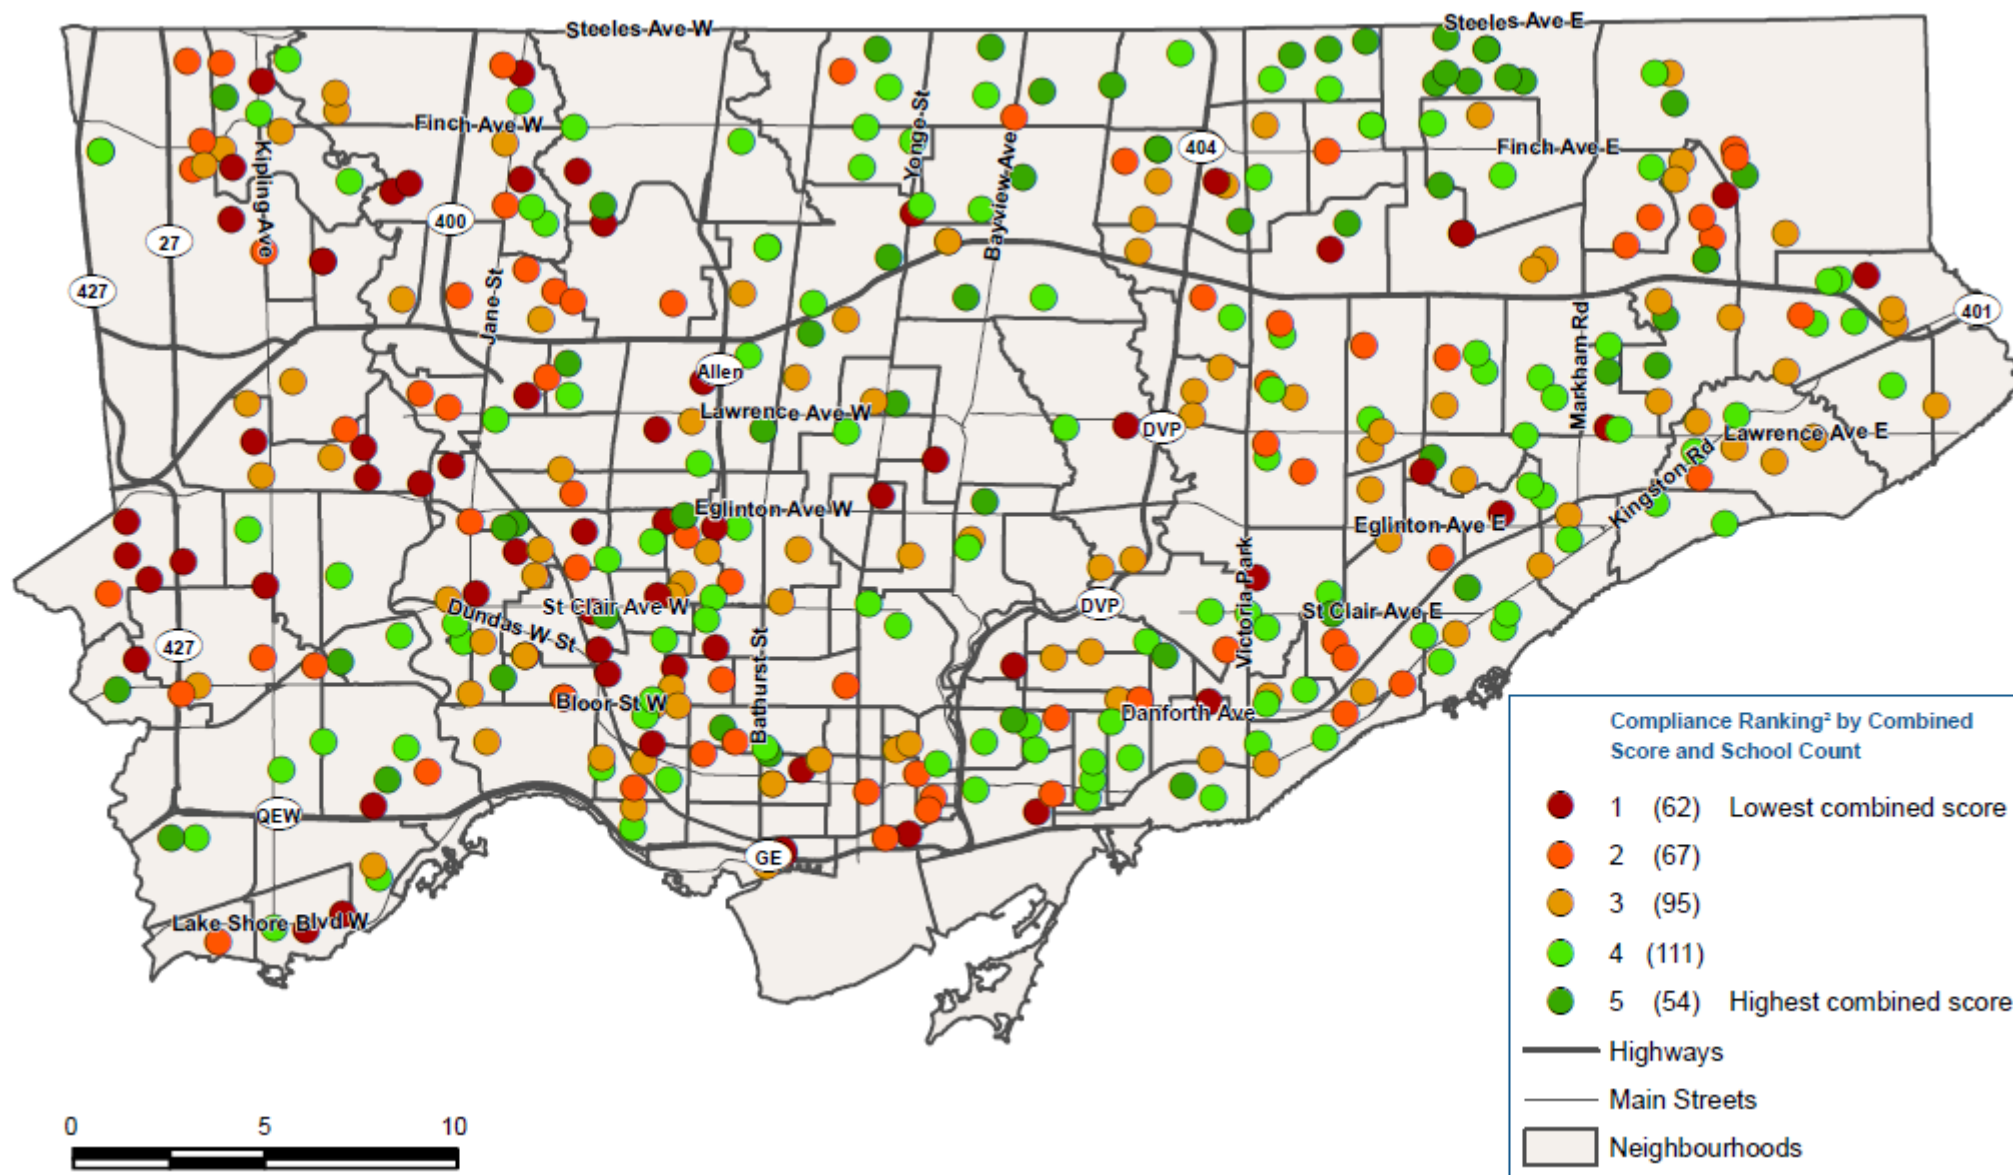 Steeles Ave W
Steeles Ave E
Finch Ave W
Kipling Ave
Yonge St
Bayview Ave
404
Finch Ave E
27
400
427
Jane St
Markham Rd
401
Allen
Lawrence Ave W
DVP
Lawrence Ave E
Kingston Rd
Eglinton Ave W
Eglinton Ave E
Victoria Park
DVP
Dundas W St
St Clair Ave W
St Clair Ave E
427
Bathurst St
Bloor St W
Danforth Ave
QEW
GE
Lake Shore Blvd W
Compliance Ranking² by Combined
Score and School Count
1 (62) Lowest combined score
2 (67)
3 (95)
4 (111)
5 (54) Highest combined score
Highways
Main Streets
Neighbourhoods
0 5 10